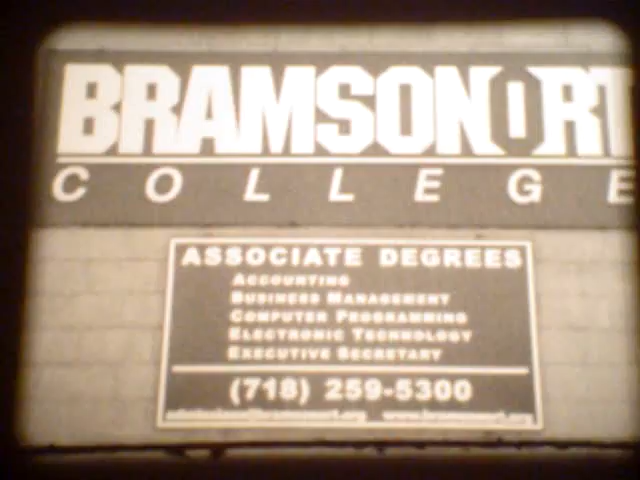 BRAMSON ORT
COLLEGE
ASSOCIATE DEGREES
ACCOUNTING
BUSINESS MANAGEMENT
COMPUTER PROGRAMMING
ELECTRONIC TECHNOLOGY
EXECUTIVE SECRETARY
(718) 259-5300